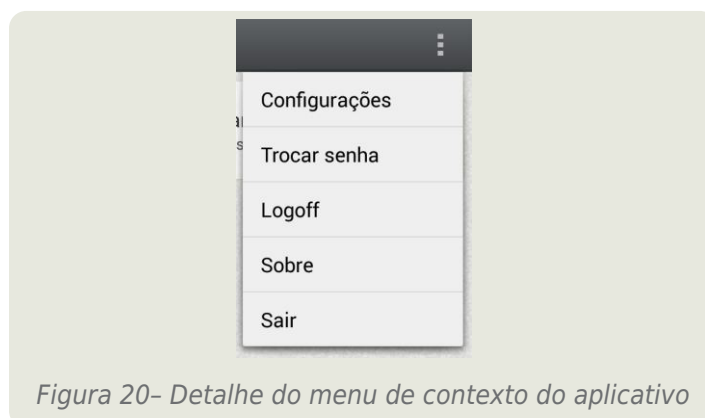 Configurações
Trocar senha
Logoff
Sobre
Sair
Figura 20– Detalhe do menu de contexto do aplicativo